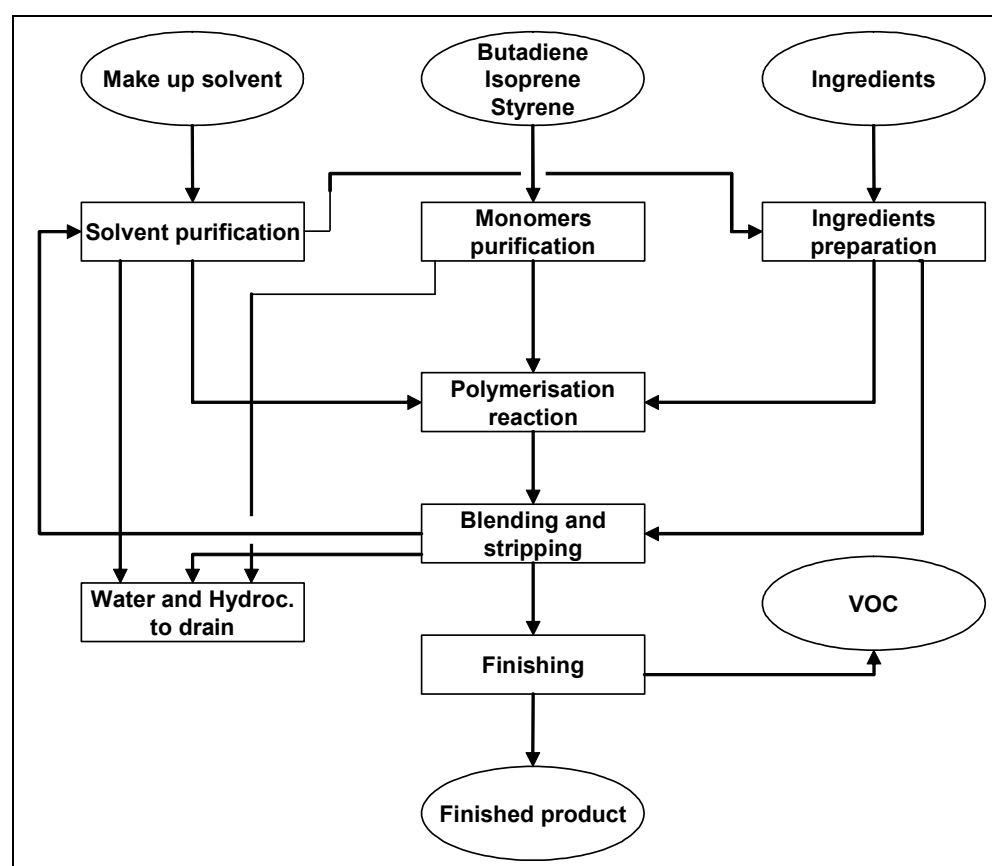 Make up solvent
Butadiene
Isoprene
Styrene
Ingredients
Solvent purification
Monomers
purification
Ingredients
preparation
Polymerisation
reaction
Blending and
stripping
Water and Hydroc.
to drain
VOC
Finishing
Finished product